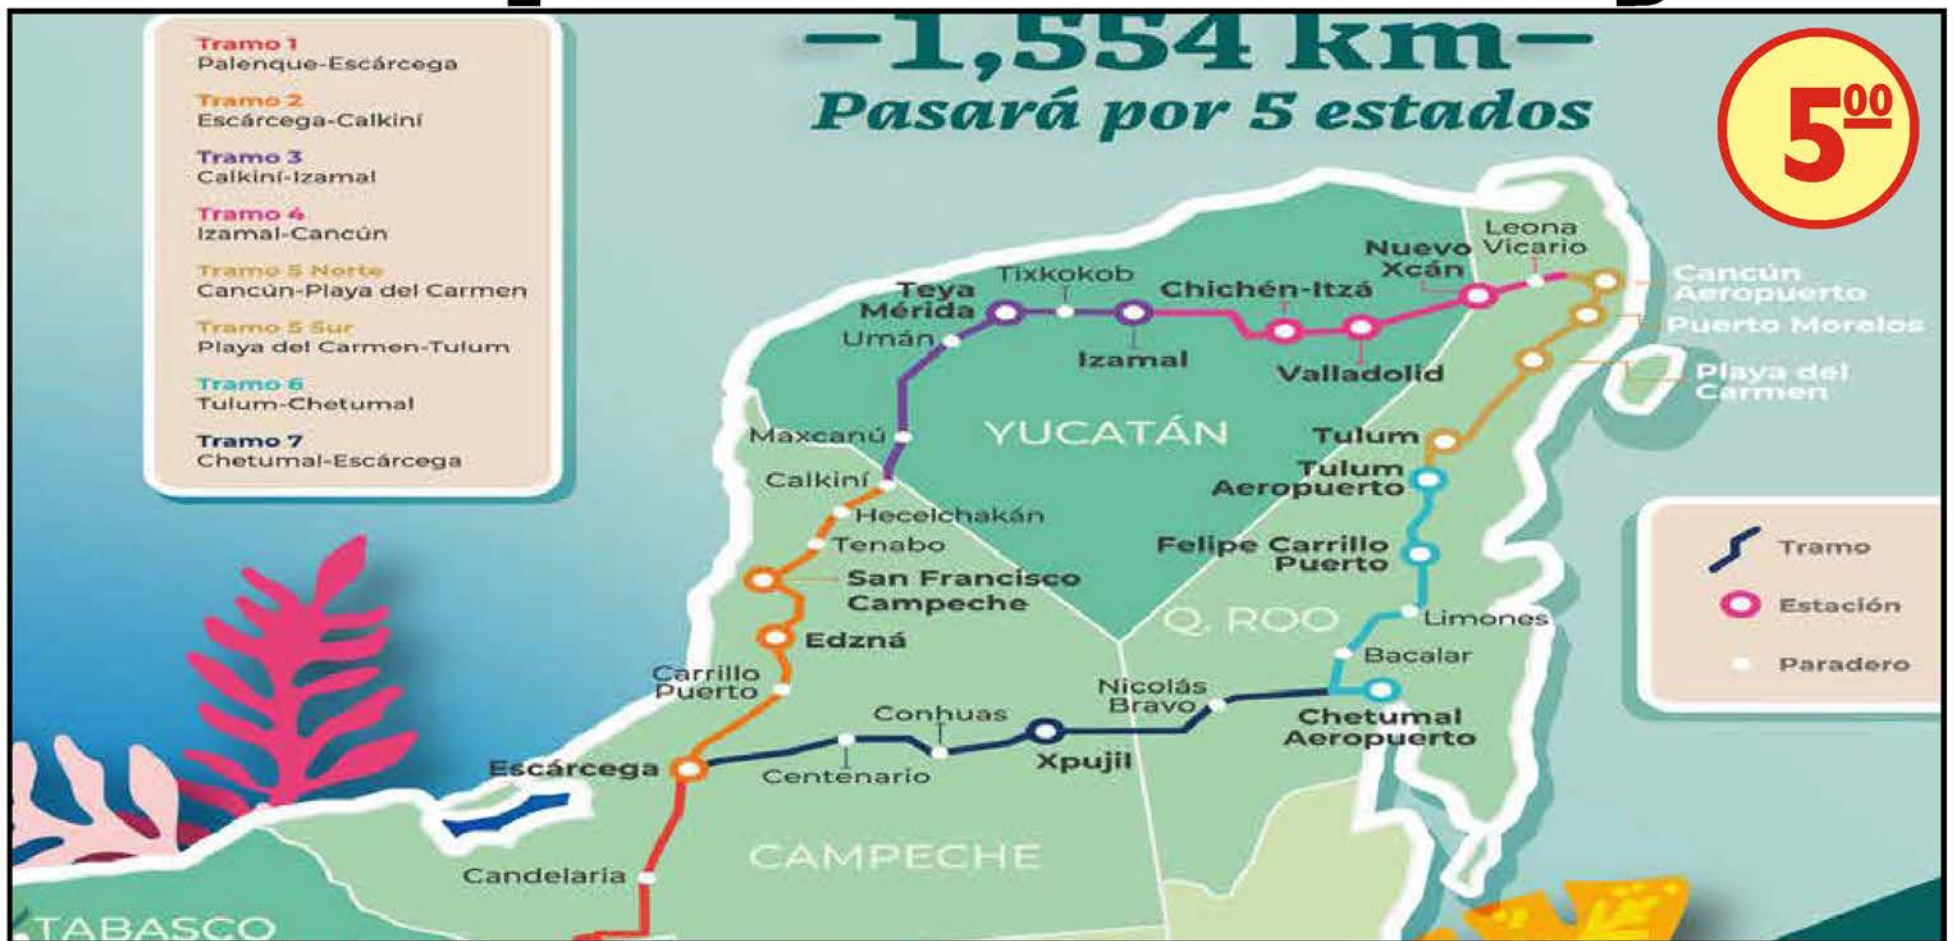 Tramo 1
Palenque-Escárcega
Tramo 2
Escárcega-Calkiní
Tramo 3
Calkiní-Izamal
Tramo 4
Izamal-Cancún
Tramo 5 Norte
Cancún-Playa del Carmen
Tramo 5 Sur
Playa del Carmen-Tulum
Tramo 6
Tulum-Chetumal
Tramo 7
Chetumal-Escárcega
–1,554 km–
Pasará por 5 estados
5⁰⁰
Leona
Vicario
Nuevo
Xcán
Tixkokob
Chichén-Itzá
Teya
Mérida
Umán
Izamal
Valladolid
Cancún
Aeropuerto
Puerto Morelos
Playa del
Carmen
Maxcanú
YUCATÁN
Tulum
Tulum
Aeropuerto
Calkiní
Hecelchakán
Tenabo
San Francisco
Campeche
Felipe Carrillo
Puerto
Edzná
Q. ROO
Limones
Bacalar
Carrillo
Puerto
Nicolás
Bravo
Conhuas
Chetumal
Aeropuerto
Escárcega
Centenario
Xpujil
CAMPECHE
Candelaria
TABASCO
Tramo
Estación
Paradero